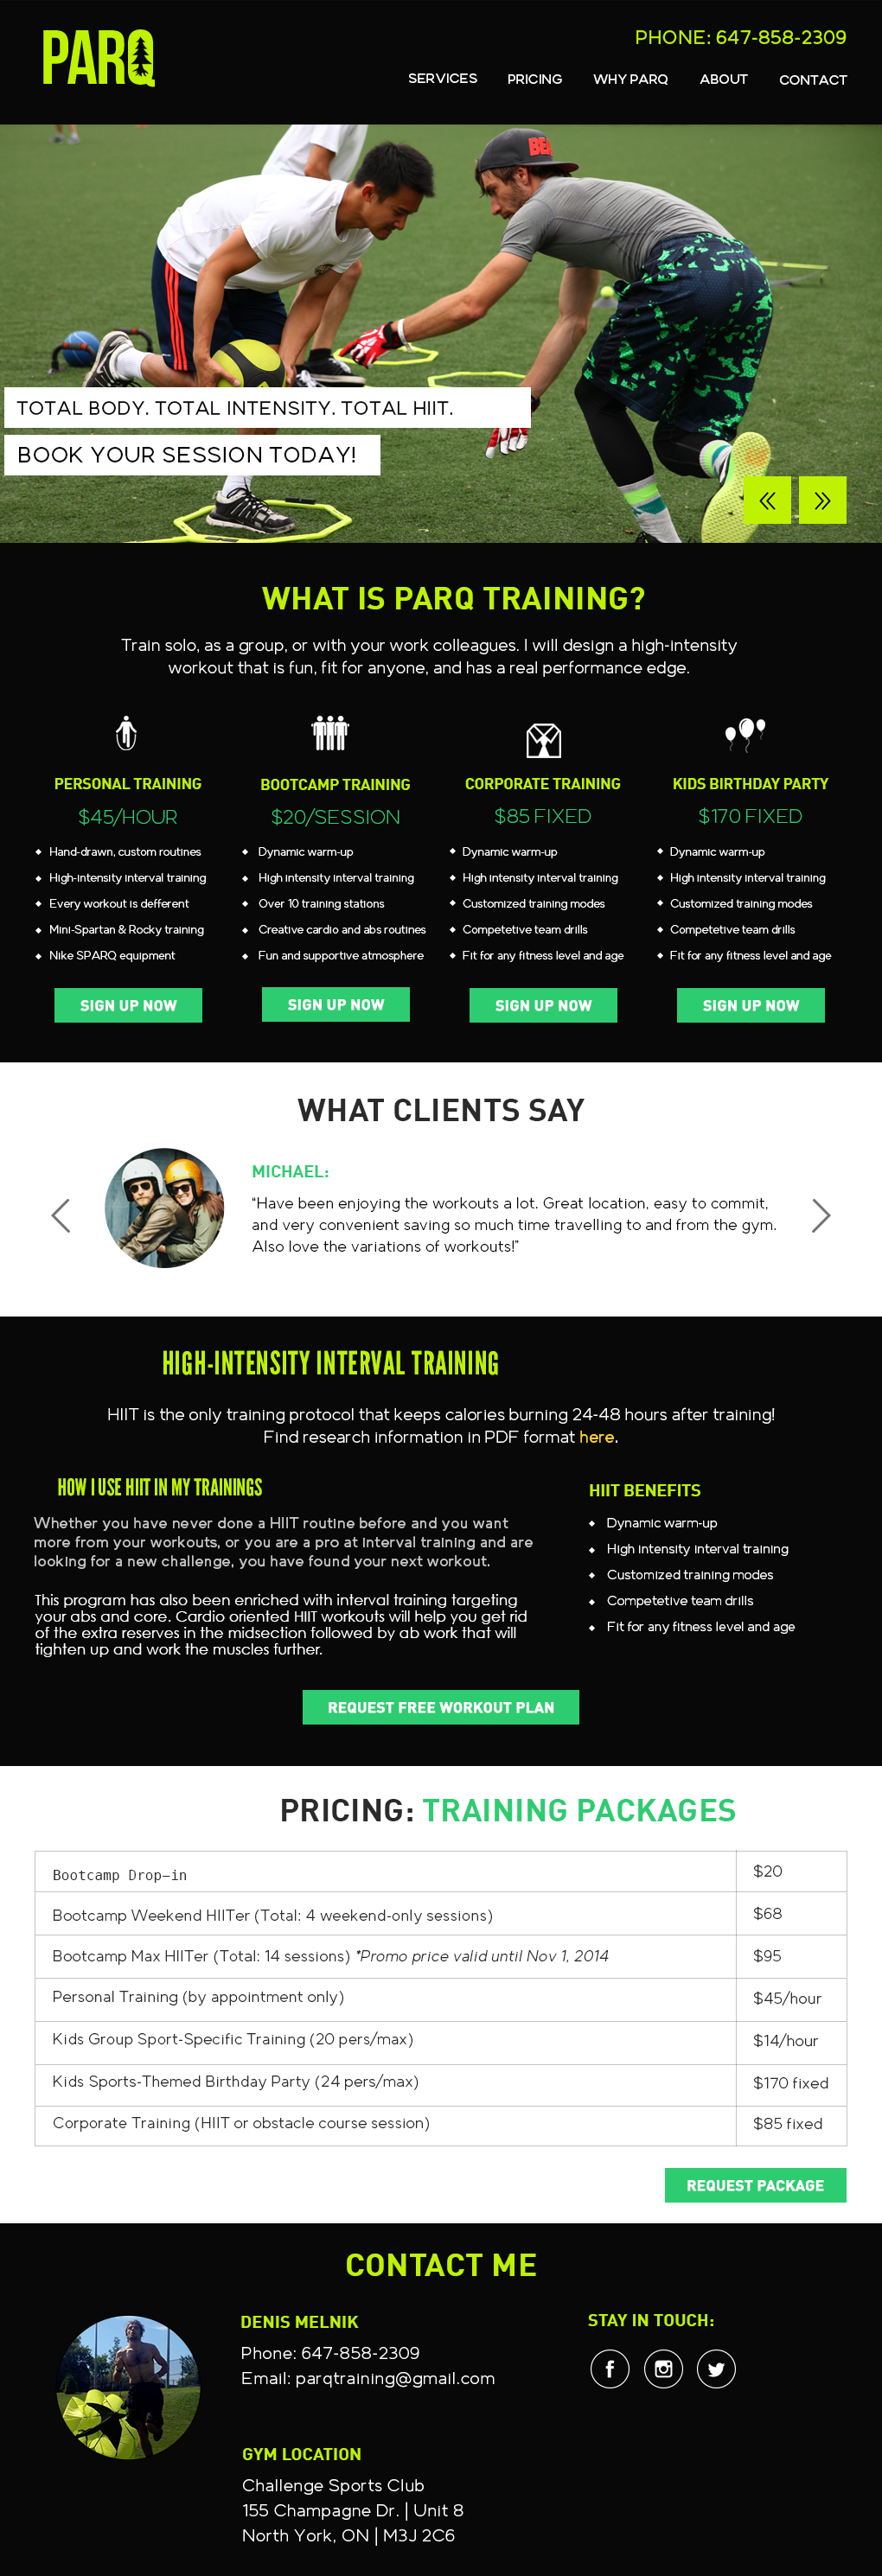 PARQ
PHONE: 647-858-2309
SERVICES PRICING WHY PARQ ABOUT CONTACT
TOTAL BODY. TOTAL INTENSITY. TOTAL HIIT.
BOOK YOUR SESSION TODAY!
WHAT IS PARQ TRAINING?
Train solo, as a group, or with your work colleagues. I will design a high-intensity
workout that is fun, fit for anyone, and has a real performance edge.
PERSONAL TRAINING
$45/HOUR
Hand-drawn, custom routines
High-intensity interval training
Every workout is defferent
Mini-Spartan & Rocky training
Nike SPARQ equipment
SIGN UP NOW
BOOTCAMP TRAINING
$20/SESSION
Dynamic warm-up
High intensity interval training
Over 10 training stations
Creative cardio and abs routines
Fun and supportive atmosphere
SIGN UP NOW
CORPORATE TRAINING
$85 FIXED
Dynamic warm-up
High intensity interval training
Customized training modes
Competetive team drills
Fit for any fitness level and age
SIGN UP NOW
KIDS BIRTHDAY PARTY
$170 FIXED
Dynamic warm-up
High intensity interval training
Customized training modes
Competetive team drills
Fit for any fitness level and age
SIGN UP NOW
WHAT CLIENTS SAY
MICHAEL:
"Have been enjoying the workouts a lot. Great location, easy to commit,
and very convenient saving so much time travelling to and from the gym.
Also love the variations of workouts!"
HIGH-INTENSITY INTERVAL TRAINING
HIIT is the only training protocol that keeps calories burning 24-48 hours after training!
Find research information in PDF format here.
HOW I USE HIIT IN MY TRAININGS
Whether you have never done a HIIT routine before and you want
more from your workouts, or you are a pro at interval training and are
looking for a new challenge, you have found your next workout.
This program has also been enriched with interval training targeting
your abs and core. Cardio oriented HIIT workouts will help you get rid
of the extra reserves in the midsection followed by ab work that will
tighten up and work the muscles further.
HIIT BENEFITS
Dynamic warm-up
High intensity interval training
Customized training modes
Competetive team drills
Fit for any fitness level and age
REQUEST FREE WORKOUT PLAN
PRICING: TRAINING PACKAGES
Bootcamp Drop-in $20
Bootcamp Weekend HIITer (Total: 4 weekend-only sessions) $68
Bootcamp Max HIITer (Total: 14 sessions) *Promo price valid until Nov 1, 2014 $95
Personal Training (by appointment only) $45/hour
Kids Group Sport-Specific Training (20 pers/max) $14/hour
Kids Sports-Themed Birthday Party (24 pers/max) $170 fixed
Corporate Training (HIIT or obstacle course session) $85 fixed
REQUEST PACKAGE
CONTACT ME
DENIS MELNIK
Phone: 647-858-2309
Email: parqtraining@gmail.com
STAY IN TOUCH:
GYM LOCATION
Challenge Sports Club
155 Champagne Dr. | Unit 8
North York, ON | M3J 2C6